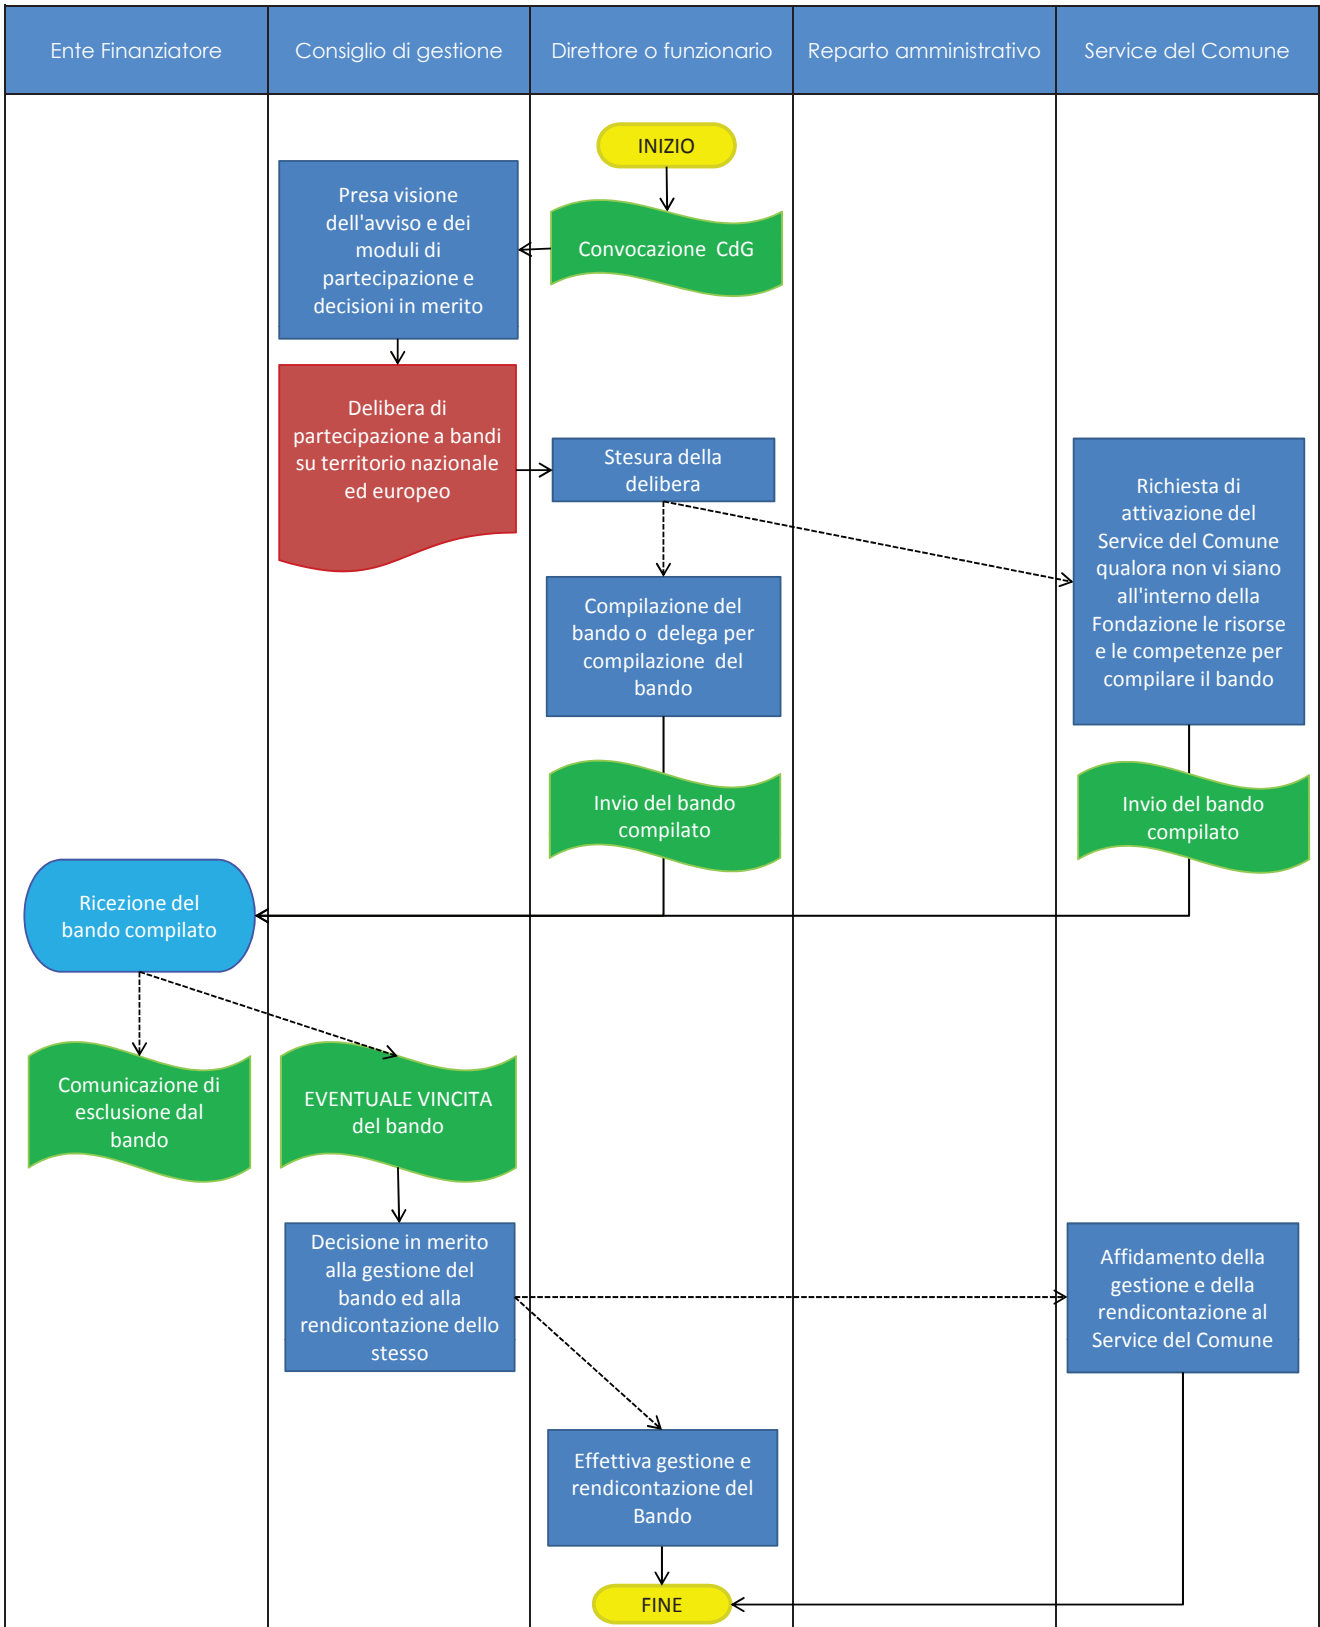 Ente Finanziatore
Consiglio di gestione
Direttore o funzionario
Reparto amministrativo
Service del Comune
INIZIO
Presa visione
dell'avviso e dei
moduli di
partecipazione e
decisioni in merito
Convocazione CdG
Delibera di
partecipazione a bandi
su territorio nazionale
ed europeo
Stesura della
delibera
Richiesta di
attivazione del
Service del Comune
qualora non vi siano
all'interno della
Fondazione le risorse
e le competenze per
compilare il bando
Compilazione del
bando o delega per
compilazione del
bando
Invio del bando
compilato
Invio del bando
compilato
Ricezione del
bando compilato
Comunicazione di
esclusione dal
bando
EVENTUALE VINCITA
del bando
Decisione in merito
alla gestione del
bando ed alla
rendicontazione dello
stesso
Affidamento della
gestione e della
rendicontazione al
Service del Comune
Effettiva gestione e
rendicontazione del
Bando
FINE